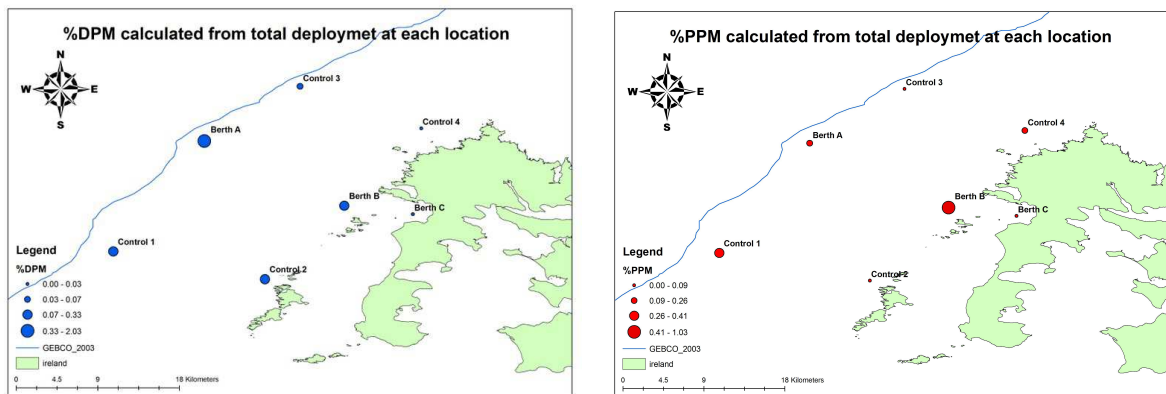 %DPM calculated from total deploymet at each location
N
W E
S
Control 3
Berth A
Control 4
Berth B
Berth C
Control 1
Control 2
Legend
%DPM
0.00 - 0.03
0.03 - 0.07
0.07 - 0.33
0.33 - 2.03
GEBCO_2003
ireland
0 4.5 9 18 Kilometers
%PPM calculated from total deploymet at each location
N
W E
S
Control 3
Control 4
Berth A
Berth B
Berth C
Control 1
Control 2
Legend
%PPM
0.00 - 0.09
0.09 - 0.26
0.26 - 0.41
0.41 - 1.03
GEBCO_2003
ireland
0 4.5 9 18 Kilometers